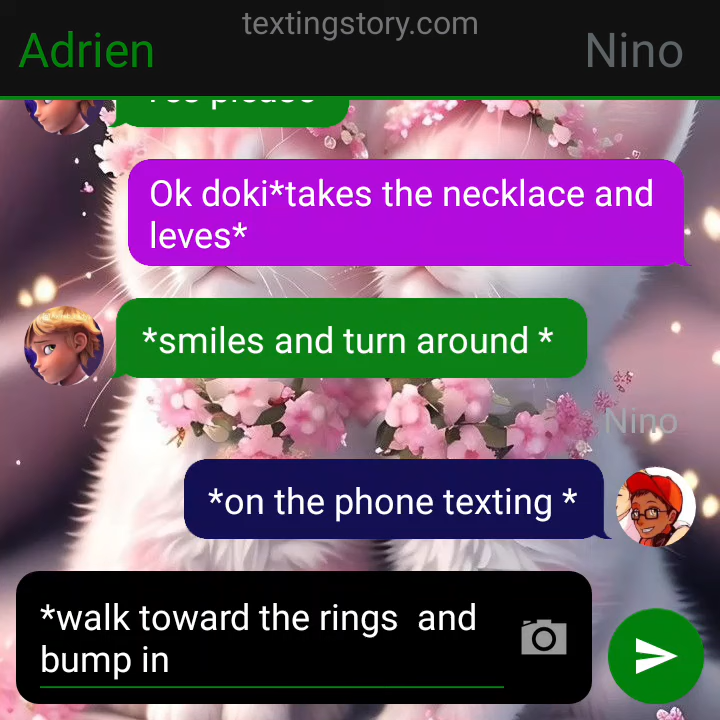 textingstory.com
Adrien
Nino
Ok doki*takes the necklace and
leves*
*smiles and turn around *
Nino
*on the phone texting *
*walk toward the rings  and
bump in